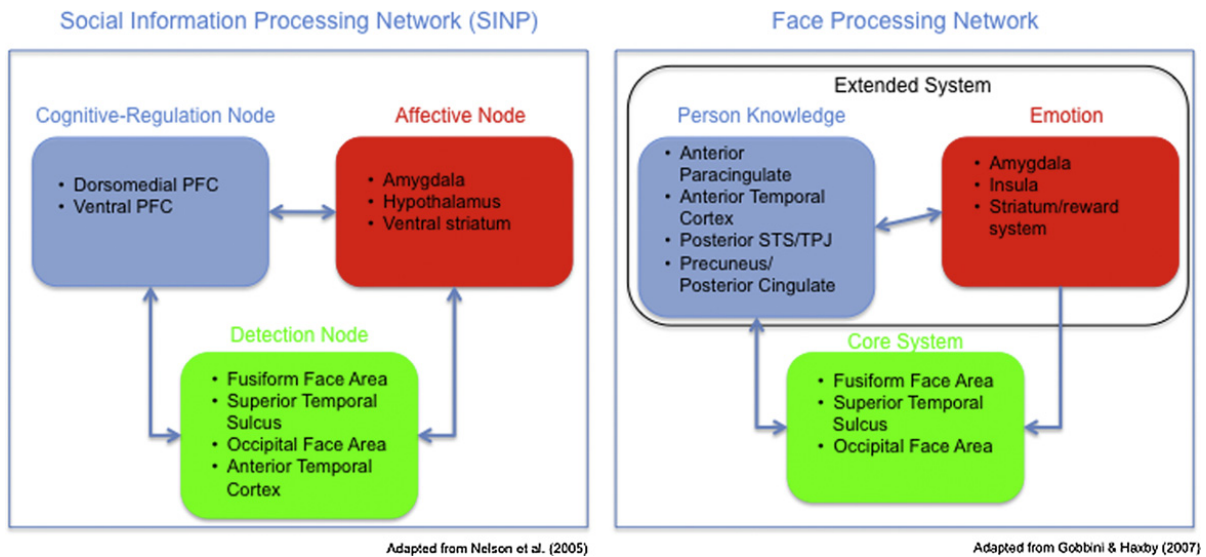 Social Information Processing Network (SINP)
Cognitive-Regulation Node
Affective Node
• Dorsomedial PFC
• Ventral PFC
• Amygdala
• Hypothalamus
• Ventral striatum
Detection Node
• Fusiform Face Area
• Superior Temporal
Sulcus
• Occipital Face Area
• Anterior Temporal
Cortex
Adapted from Nelson et al. (2005)
Face Processing Network
Extended System
Person Knowledge
Emotion
• Anterior
Paracingulate
• Anterior Temporal
Cortex
• Posterior STS/TPJ
• Precuneus/
Posterior Cingulate
• Amygdala
• Insula
• Striatum/reward
system
Core System
• Fusiform Face Area
• Superior Temporal
Sulcus
• Occipital Face Area
Adapted from Gobbini & Haxby (2007)